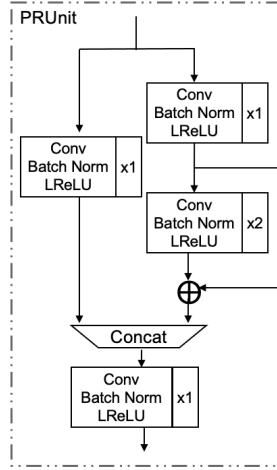 PRUnit
Conv
Batch Norm
LReLU
x1
Conv
Batch Norm
LReLU
x1
Conv
Batch Norm
LReLU
x2
Concat
Conv
Batch Norm
LReLU
x1